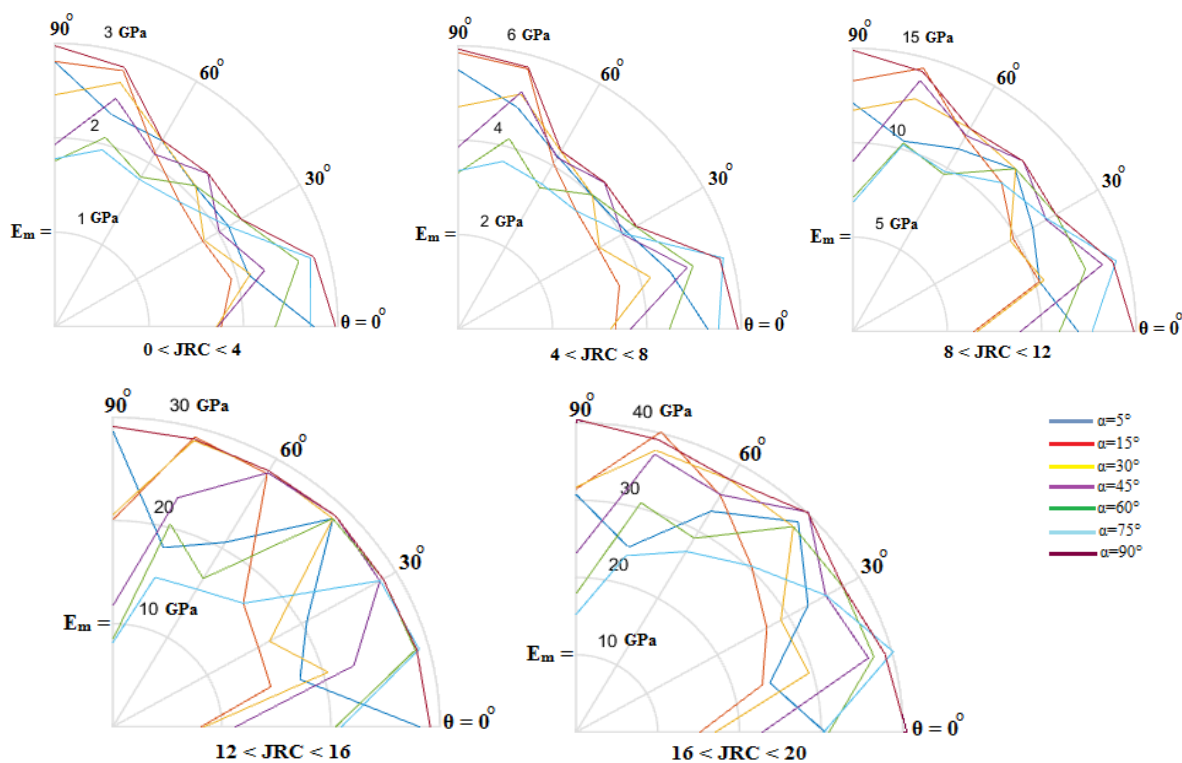 90° 3 GPa
60°
2
30°
1 GPa
Em =
θ = 0°
0 < JRC < 4
90° 6 GPa
60°
4
30°
2 GPa
Em =
θ = 0°
4 < JRC < 8
90° 15 GPa
60°
10
30°
5 GPa
Em =
θ = 0°
8 < JRC < 12
90° 30 GPa
60°
20
30°
10 GPa
Em =
θ = 0°
12 < JRC < 16
90° 40 GPa
60°
30
30°
20
10 GPa
Em =
θ = 0°
16 < JRC < 20
α=5°
α=15°
α=30°
α=45°
α=60°
α=75°
α=90°